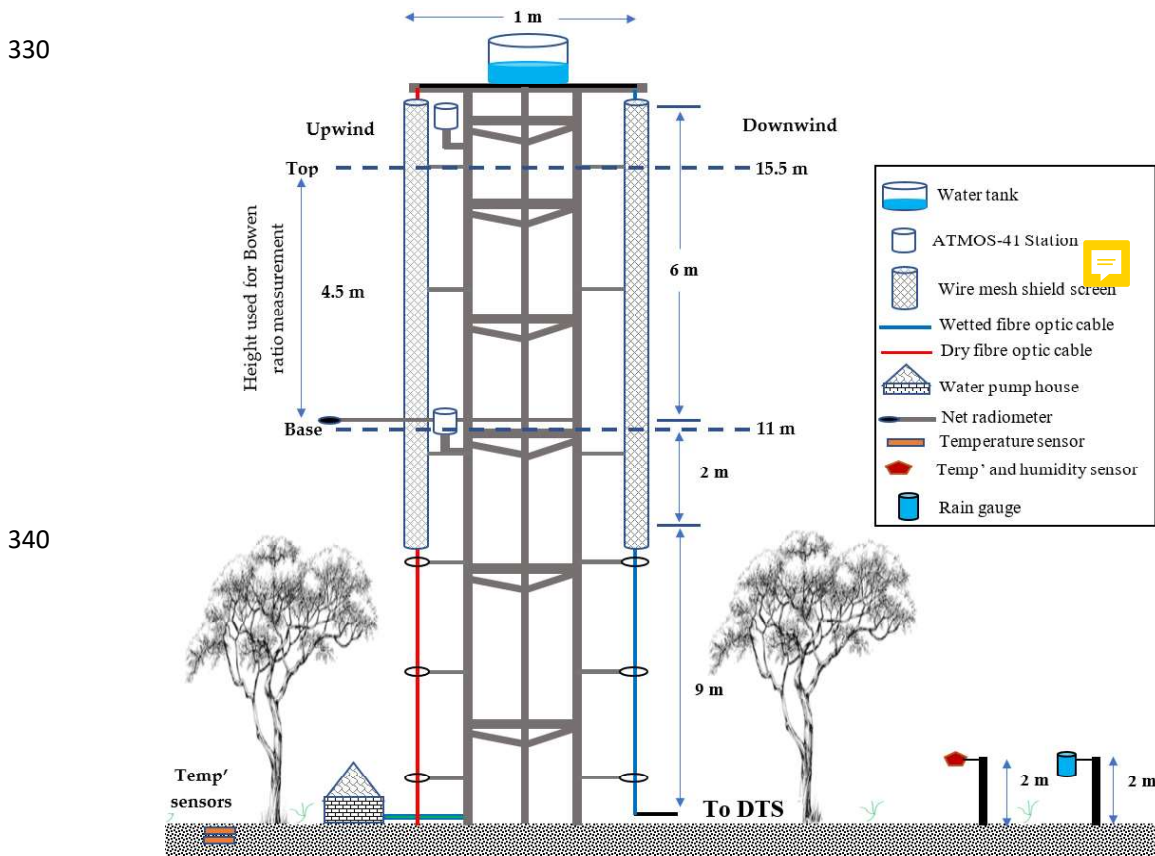 1 m
330
Upwind
Downwind
Top
15.5 m
Height used for Bowen
ratio measurement
4.5 m
6 m
Base
11 m
2 m
340
9 m
Temp'
sensors
To DTS
2 m
2 m
Water tank
ATMOS-41 Station
Wire mesh shield screen
Wetted fibre optic cable
Dry fibre optic cable
Water pump house
Net radiometer
Temperature sensor
Temp' and humidity sensor
Rain gauge